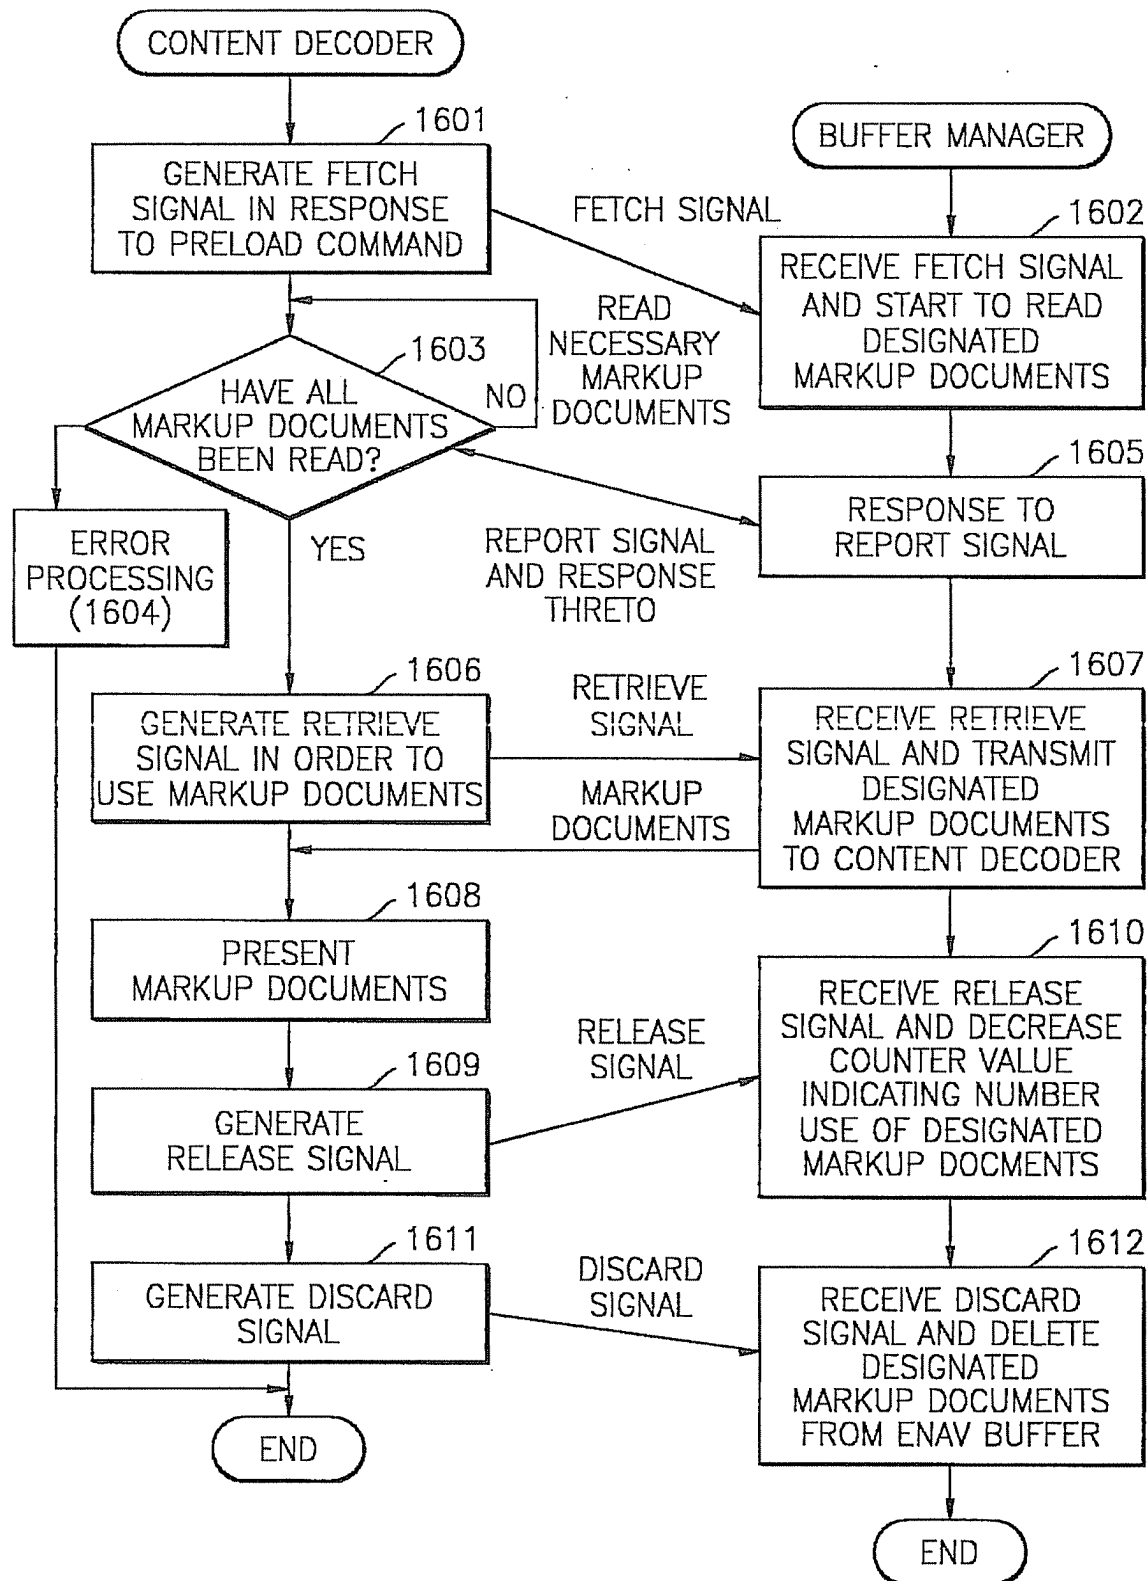 CONTENT DECODER
1601
GENERATE FETCH
SIGNAL IN RESPONSE
TO PRELOAD COMMAND
BUFFER MANAGER
FETCH SIGNAL
1602
RECEIVE FETCH SIGNAL
AND START TO READ
DESIGNATED
MARKUP DOCUMENTS
READ
NECESSARY
MARKUP
DOCUMENTS
1603
HAVE ALL
MARKUP DOCUMENTS
BEEN READ?
NO
YES
ERROR
PROCESSING
(1604)
1605
RESPONSE TO
REPORT SIGNAL
REPORT SIGNAL
AND RESPONSE
THRETO
1606
GENERATE RETRIEVE
SIGNAL IN ORDER TO
USE MARKUP DOCUMENTS
RETRIEVE
SIGNAL
1607
RECEIVE RETRIEVE
SIGNAL AND TRANSMIT
DESIGNATED
MARKUP DOCUMENTS
TO CONTENT DECODER
MARKUP
DOCUMENTS
1608
PRESENT
MARKUP DOCUMENTS
1609
GENERATE
RELEASE SIGNAL
RELEASE
SIGNAL
1610
RECEIVE RELEASE
SIGNAL AND DECREASE
COUNTER VALUE
INDICATING NUMBER
USE OF DESIGNATED
MARKUP DOCMENTS
1611
GENERATE DISCARD
SIGNAL
DISCARD
SIGNAL
1612
RECEIVE DISCARD
SIGNAL AND DELETE
DESIGNATED
MARKUP DOCUMENTS
FROM ENAV BUFFER
END
END